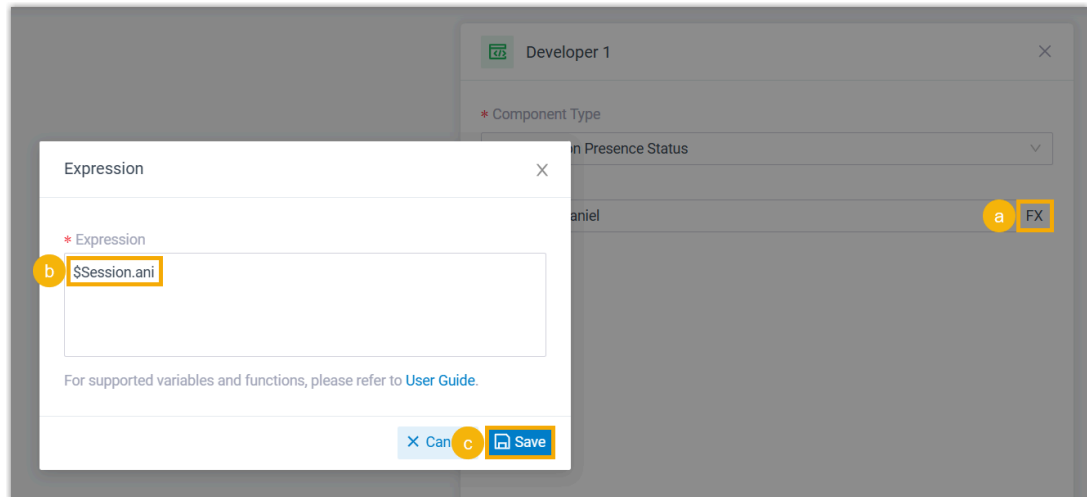 Developer 1
* Component Type
on Presence Status
aniel
a
FX
Expression
* Expression
b
$Session.ani
For supported variables and functions, please refer to User Guide.
Can
c
Save